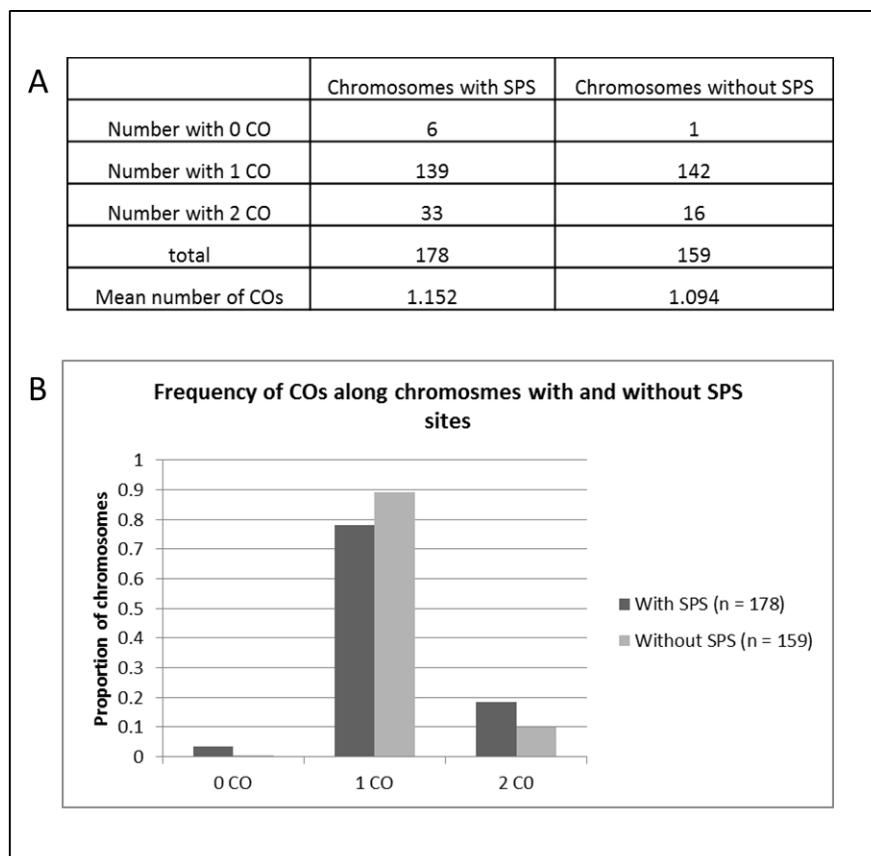 A
Chromosomes with SPS Chromosomes without SPS
Number with 0 CO 6 1
Number with 1 CO 139 142
Number with 2 CO 33 16
total 178 159
Mean number of COs 1.152 1.094
B
Frequency of COs along chromosmes with and without SPS
sites
Proportion of chromosomes
1
0.9
0.8
0.7
0.6
0.5
0.4
0.3
0.2
0.1
0
0 CO 1 CO 2 C0
With SPS (n = 178)
Without SPS (n = 159)